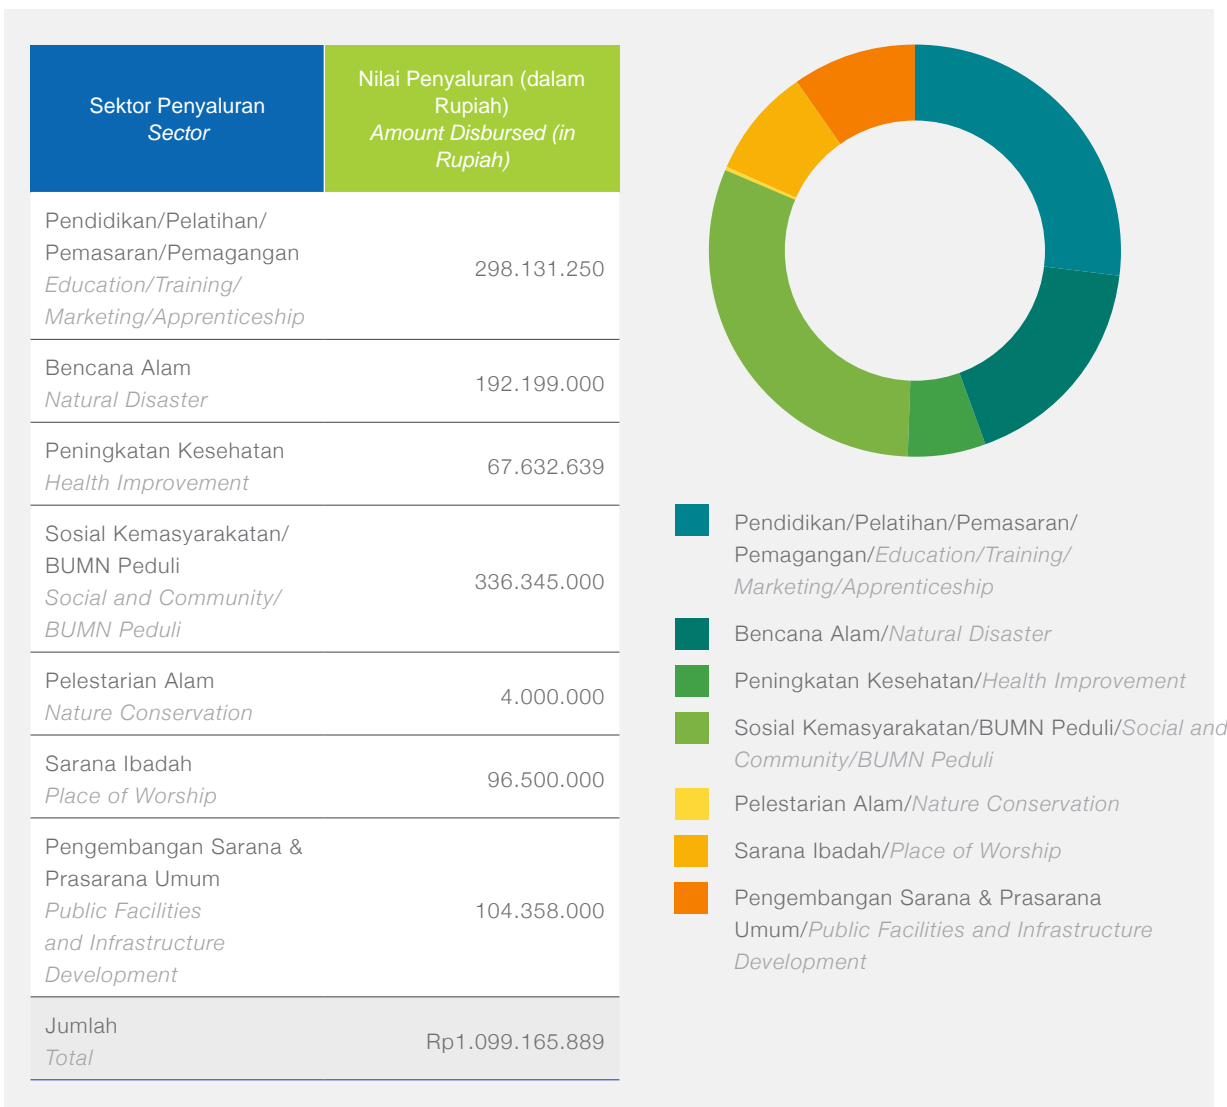 Sektor Penyaluran
Sector
Nilai Penyaluran (dalam
Rupiah)
Amount Disbursed (in
Rupiah)
Pendidikan/Pelatihan/
Pemasaran/Pemagangan
Education/Training/
Marketing/Apprenticeship
298.131.250
Bencana Alam
Natural Disaster
192.199.000
Peningkatan Kesehatan
Health Improvement
67.632.639
Sosial Kemasyarakatan/
BUMN Peduli
Social and Community/
BUMN Peduli
336.345.000
Pelestarian Alam
Nature Conservation
4.000.000
Sarana Ibadah
Place of Worship
96.500.000
Pengembangan Sarana &
Prasarana Umum
Public Facilities
and Infrastructure
Development
104.358.000
Jumlah
Total
Rp1.099.165.889
Pendidikan/Pelatihan/Pemasaran/
Pemagangan/Education/Training/
Marketing/Apprenticeship
Bencana Alam/Natural Disaster
Peningkatan Kesehatan/Health Improvement
Sosial Kemasyarakatan/BUMN Peduli/Social and
Community/BUMN Peduli
Pelestarian Alam/Nature Conservation
Sarana Ibadah/Place of Worship
Pengembangan Sarana & Prasarana
Umum/Public Facilities and Infrastructure
Development